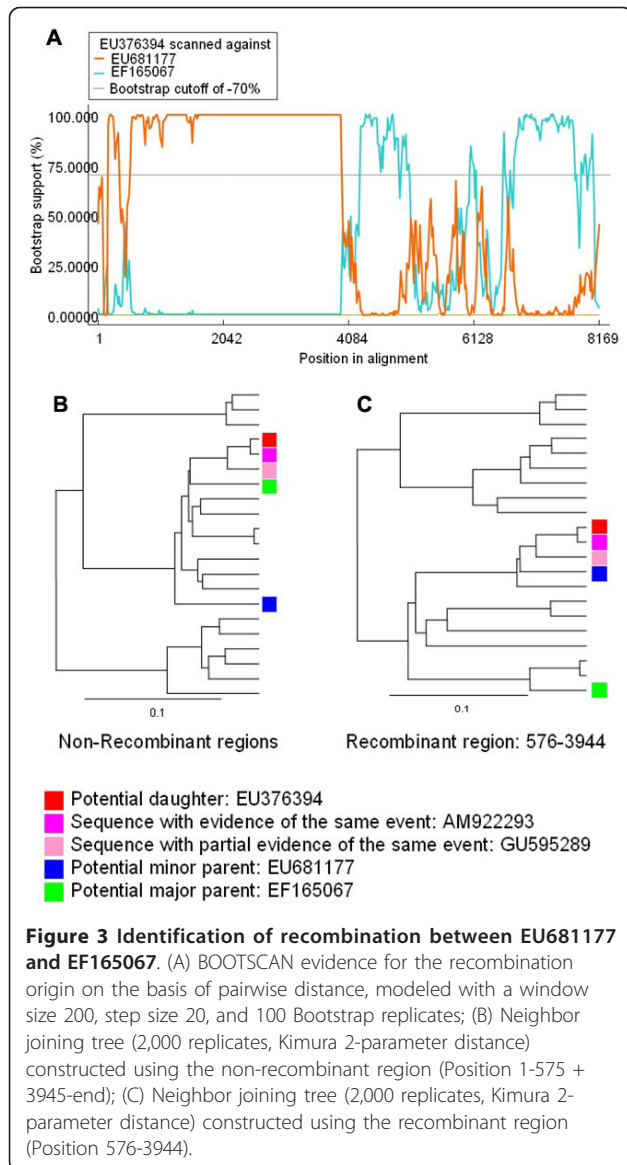 A
EU376394 scanned against
EU681177
EF165067
Bootstrap cutoff of -70%
100.000
75.0000
50.0000
25.0000
0.00000
Bootstrap support (%)
1 2042 4084 6128 8169
Position in alignment
B
C
0.1
0.1
Non-Recombinant regions
Recombinant region: 576-3944
Potential daughter: EU376394
Sequence with evidence of the same event: AM922293
Sequence with partial evidence of the same event: GU595289
Potential minor parent: EU681177
Potential major parent: EF165067
Figure 3 Identification of recombination between EU681177
and EF165067. (A) BOOTSCAN evidence for the recombination
origin on the basis of pairwise distance, modeled with a window
size 200, step size 20, and 100 Bootstrap replicates; (B) Neighbor
joining tree (2,000 replicates, Kimura 2-parameter distance)
constructed using the non-recombinant region (Position 1-575 +
3945-end); (C) Neighbor joining tree (2,000 replicates, Kimura 2-
parameter distance) constructed using the recombinant region
(Position 576-3944).